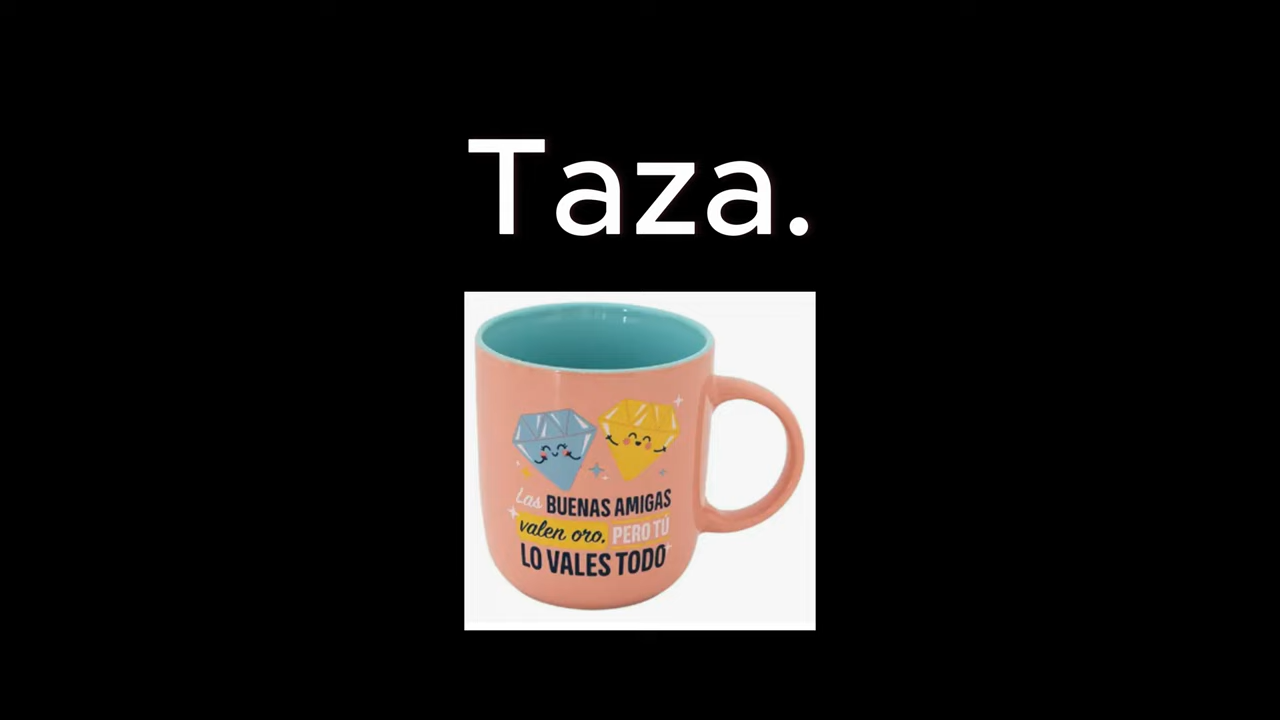 Taza.
Las BUENAS AMIGAS
valen oro, PERO TÚ
LO VALES TODO